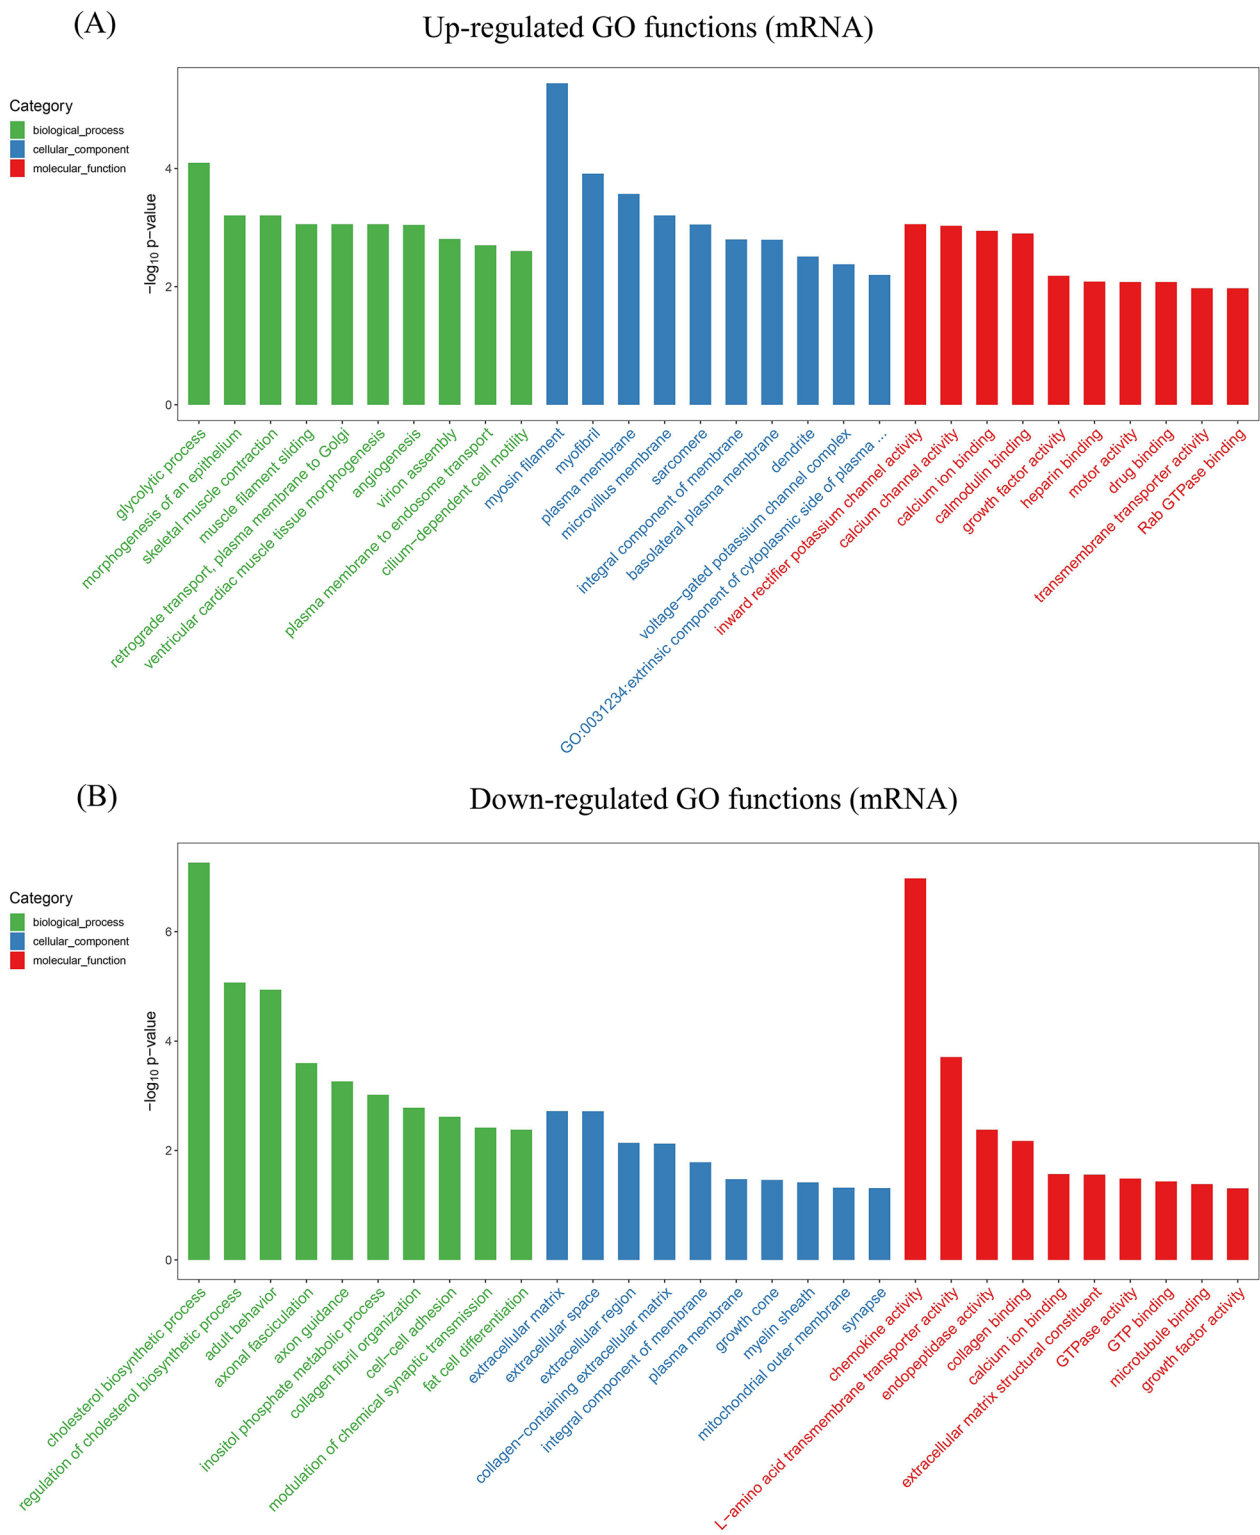 (A)
Up-regulated GO functions (mRNA)
Category
biological_process
cellular_component
molecular_function
−log10 p−value
4
2
0
glycolytic process
morphogenesis of an epithelium
skeletal muscle contraction
muscle filament sliding
retrograde transport, plasma membrane to Golgi
ventricular cardiac muscle tissue morphogenesis
angiogenesis
virion assembly
plasma membrane to endosome transport
cilium−dependent cell motility
myosin filament
myofibril
plasma membrane
microvillus membrane
sarcomere
integral component of membrane
basolateral plasma membrane
dendrite
voltage−gated potassium channel complex
GO:0031234:extrinsic component of cytoplasmic side of plasma ...
inward rectifier potassium channel activity
calcium channel activity
calcium ion binding
calmodulin binding
growth factor activity
heparin binding
motor activity
drug binding
transmembrane transporter activity
Rab GTPase binding
(B)
Down-regulated GO functions (mRNA)
Category
biological_process
cellular_component
molecular_function
−log10 p−value
6
4
2
0
cholesterol biosynthetic process
regulation of cholesterol biosynthetic process
adult behavior
axonal fasciculation
axon guidance
inositol phosphate metabolic process
collagen fibril organization
cell−cell adhesion
modulation of chemical synaptic transmission
fat cell differentiation
extracellular matrix
extracellular space
extracellular region
collagen−containing extracellular matrix
integral component of membrane
plasma membrane
growth cone
myelin sheath
mitochondrial outer membrane
synapse
chemokine activity
L−amino acid transmembrane transporter activity
endopeptidase activity
collagen binding
calcium ion binding
extracellular matrix structural constituent
GTPase activity
GTP binding
microtubule binding
growth factor activity